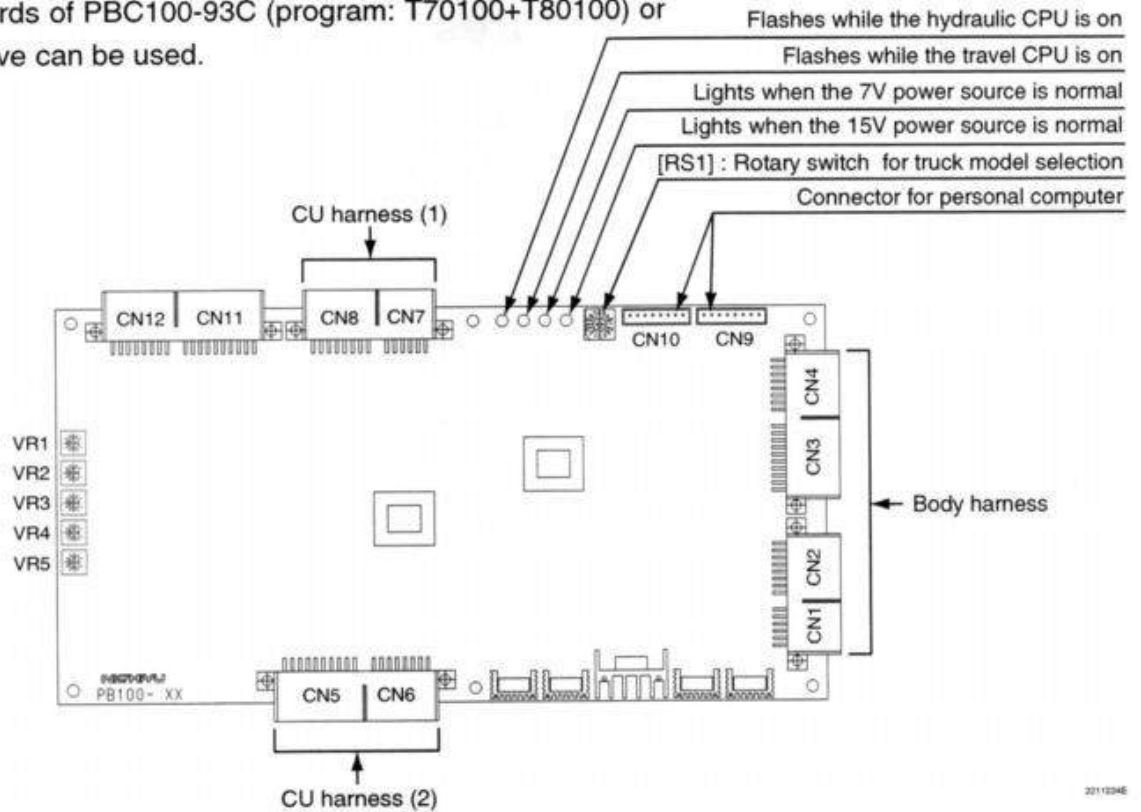 rds of PBC100-93C (program: T70100+T80100) or
ve can be used.
Flashes while the hydraulic CPU is on
Flashes while the travel CPU is on
Lights when the 7V power source is normal
Lights when the 15V power source is normal
[RS1] : Rotary switch for truck model selection
Connector for personal computer
CU harness (1)
CN12 CN11 CN8 CN7
CN10 CN9
CN4
CN3
CN2
CN1
Body harness
VR1
VR2
VR3
VR4
VR5
PB100- XX
CN5 CN6
CU harness (2)